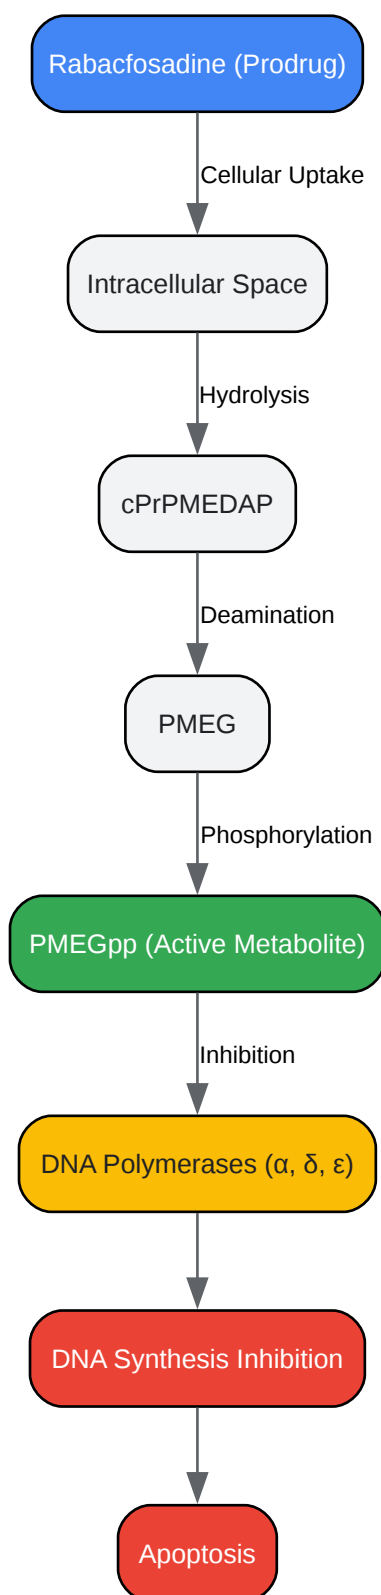 Rabacfosadine (Prodrug)
Cellular Uptake
Intracellular Space
Hydrolysis
cPrPMEDAP
Deamination
PMEG
Phosphorylation
PMEGpp (Active Metabolite)
Inhibition
DNA Polymerases (α, δ, ε)
DNA Synthesis Inhibition
Apoptosis